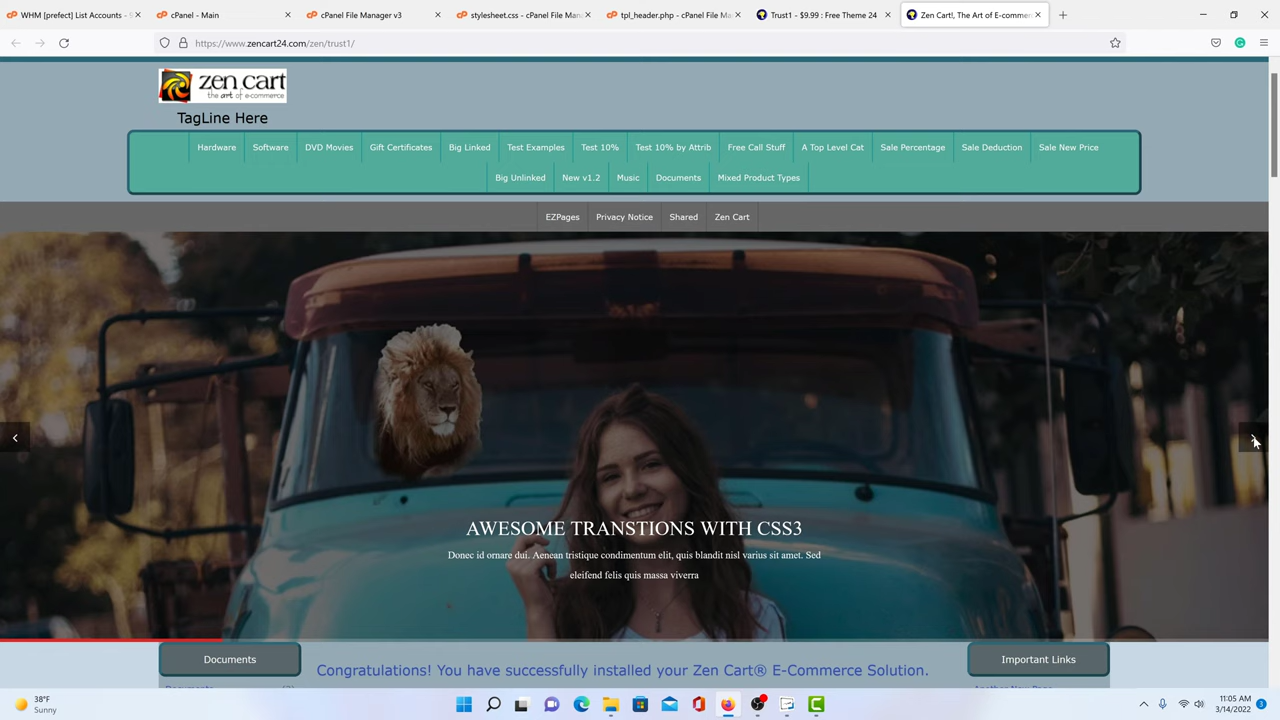 WHM [prefect] List Accounts - S
cPanel - Main
cPanel File Manager v3
stylesheet.css - cPanel File Man
tpl_header.php - cPanel File Ma
Trust1 - $9.99 : Free Theme 24
Zen Cart!, The Art of E-commer
https://www.zencart24.com/zen/trust1/
zen cart
the art of e-commerce
TagLine Here
Hardware Software DVD Movies Gift Certificates Big Linked Test Examples Test 10% Test 10% by Attrib Free Call Stuff A Top Level Cat Sale Percentage Sale Deduction Sale New Price
Big Unlinked New v1.2 Music Documents Mixed Product Types
EZPages Privacy Notice Shared Zen Cart
AWESOME TRANSTIONS WITH CSS3
Donec id ornare dui. Aenean tristique condimentum elit, quis blandit nisl varius sit amet. Sed
eleifend felis quis massa viverra
Documents
Congratulations! You have successfully installed your Zen Cart® E-Commerce Solution.
Important Links
38°F
Sunny
11:05 AM
3/14/2022